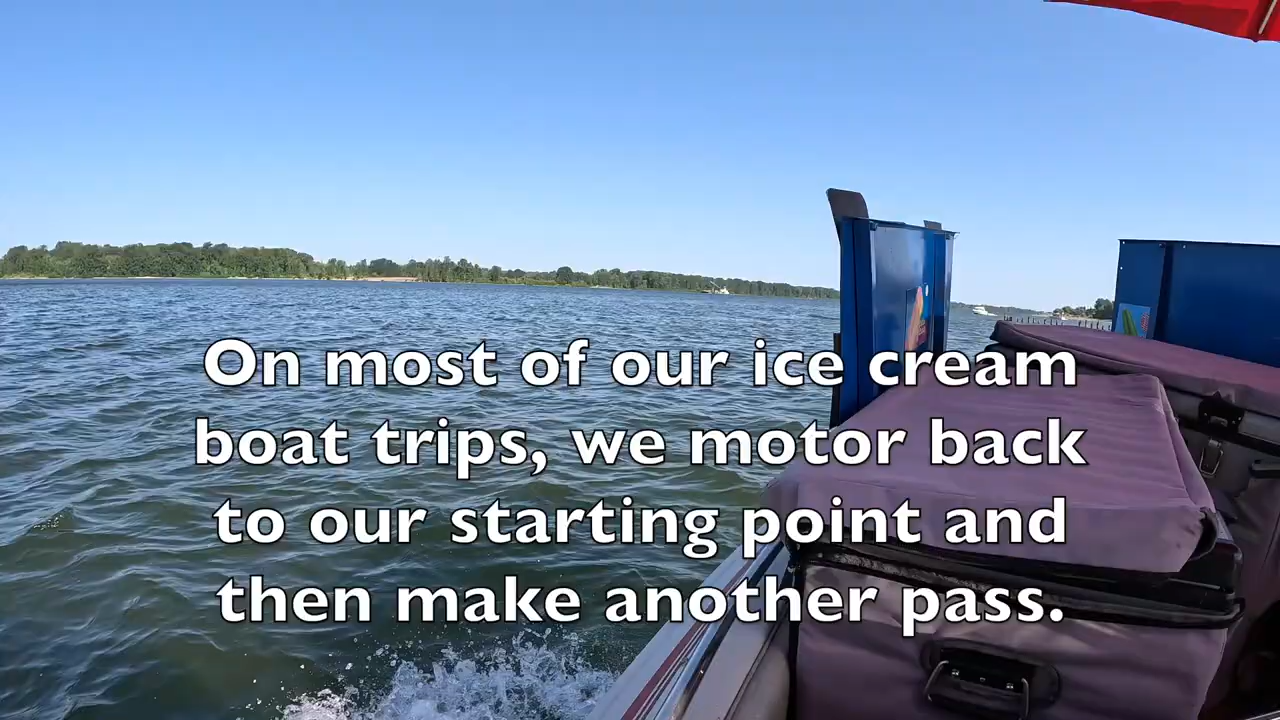 On most of our ice cream
boat trips, we motor back
to our starting point and
then make another pass.